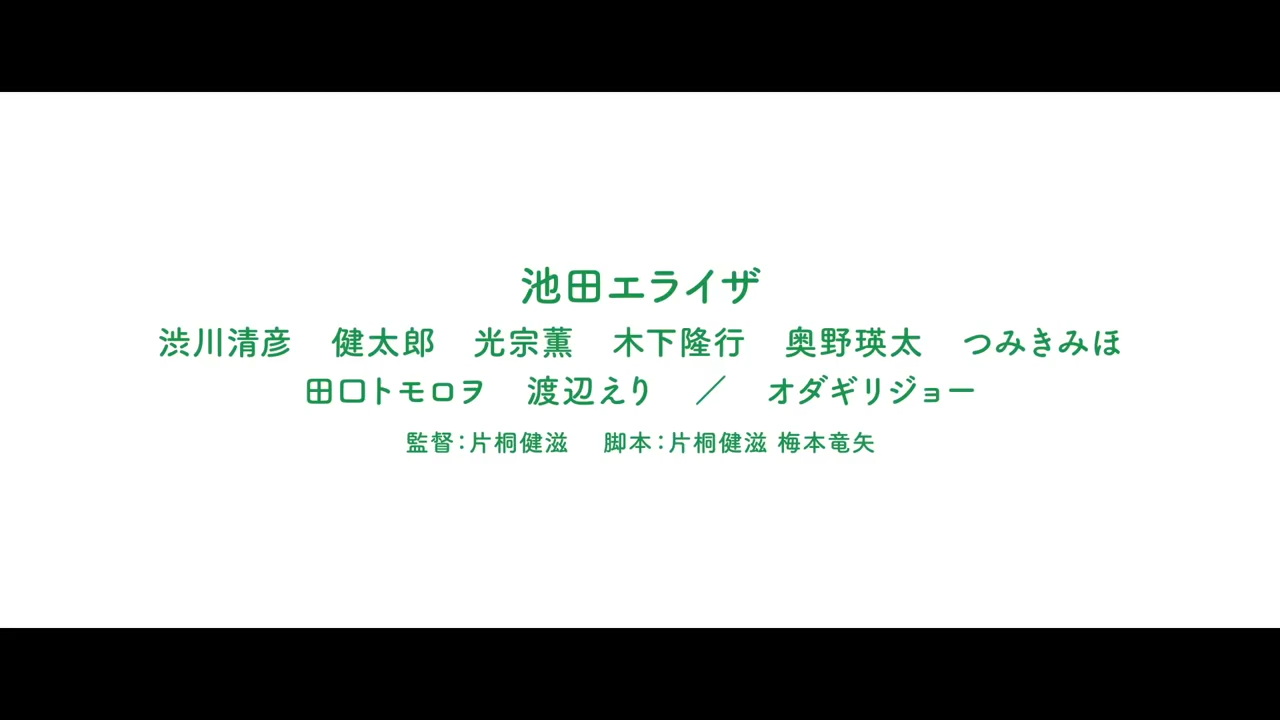 池田エライザ
渋川清彦 健太郎 光宗薫 木下隆行 奥野瑛太 つみきみほ
田口トモロヲ 渡辺えり ／ オダギリジョー
監督：片桐健滋 脚本：片桐健滋 梅本竜矢